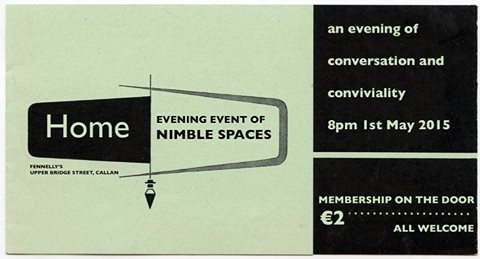 Home
EVENING EVENT OF
NIMBLE SPACES
FENNELLY'S
UPPER BRIDGE STREET, CALLAN
an evening of
conversation and
conviviality
8pm 1st May 2015
MEMBERSHIP ON THE DOOR
€2
ALL WELCOME